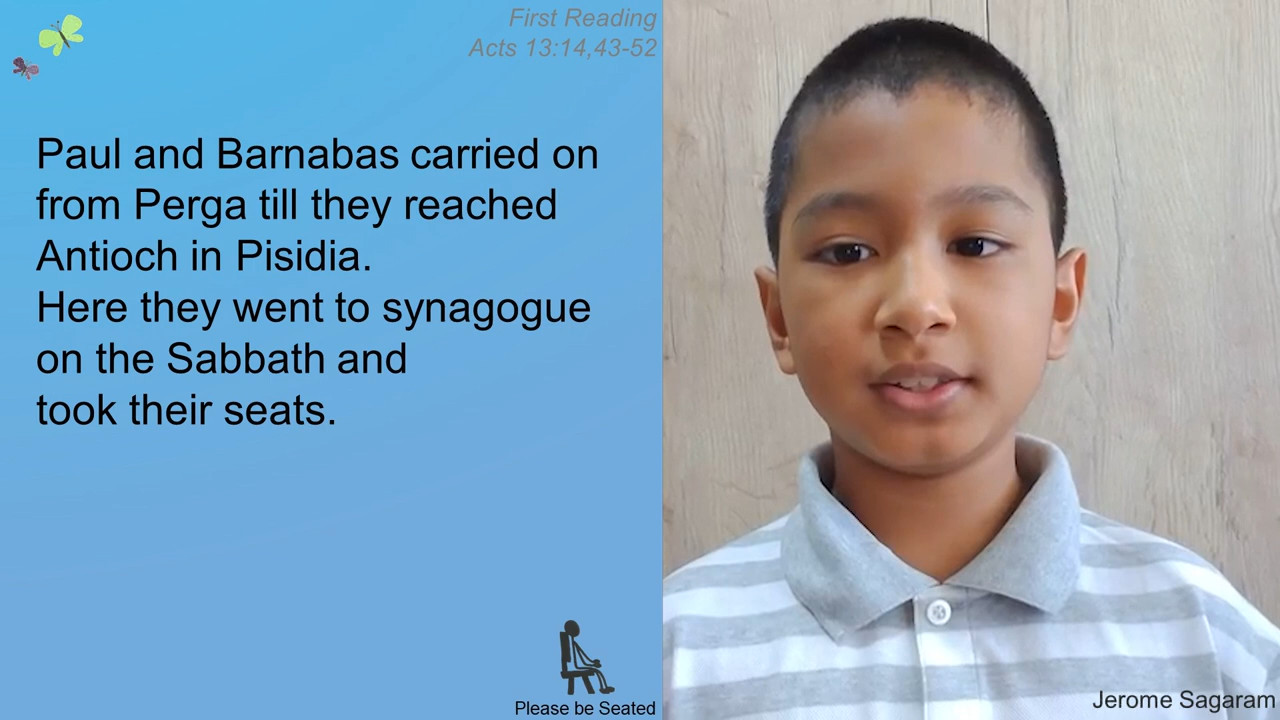 First Reading
Acts 13:14,43-52
Paul and Barnabas carried on
from Perga till they reached
Antioch in Pisidia.
Here they went to synagogue
on the Sabbath and
took their seats.
Please be Seated
Jerome Sagaram